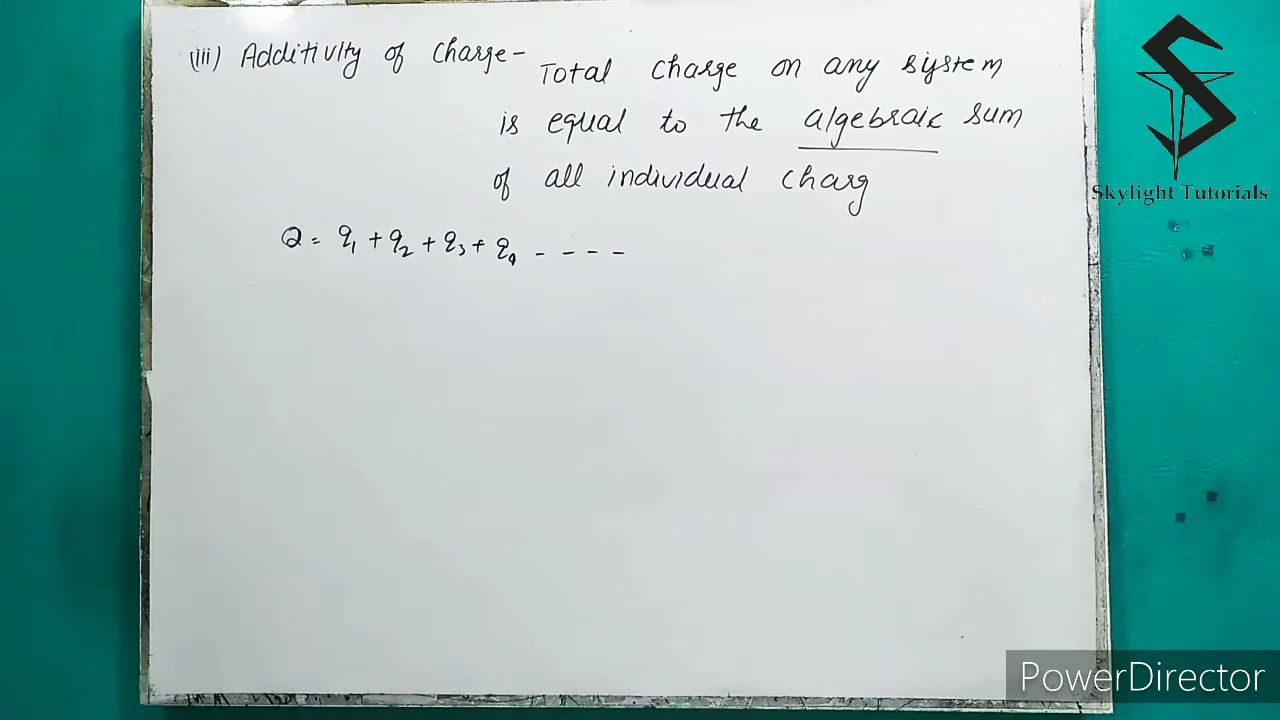 (iii) Additivity of charge- Total charge on any system
is equal to the algebraic sum
of all individual charg
Q = q₁ + q₂ + q₃ + q₄ - - - -
Skylight Tutorials
PowerDirector